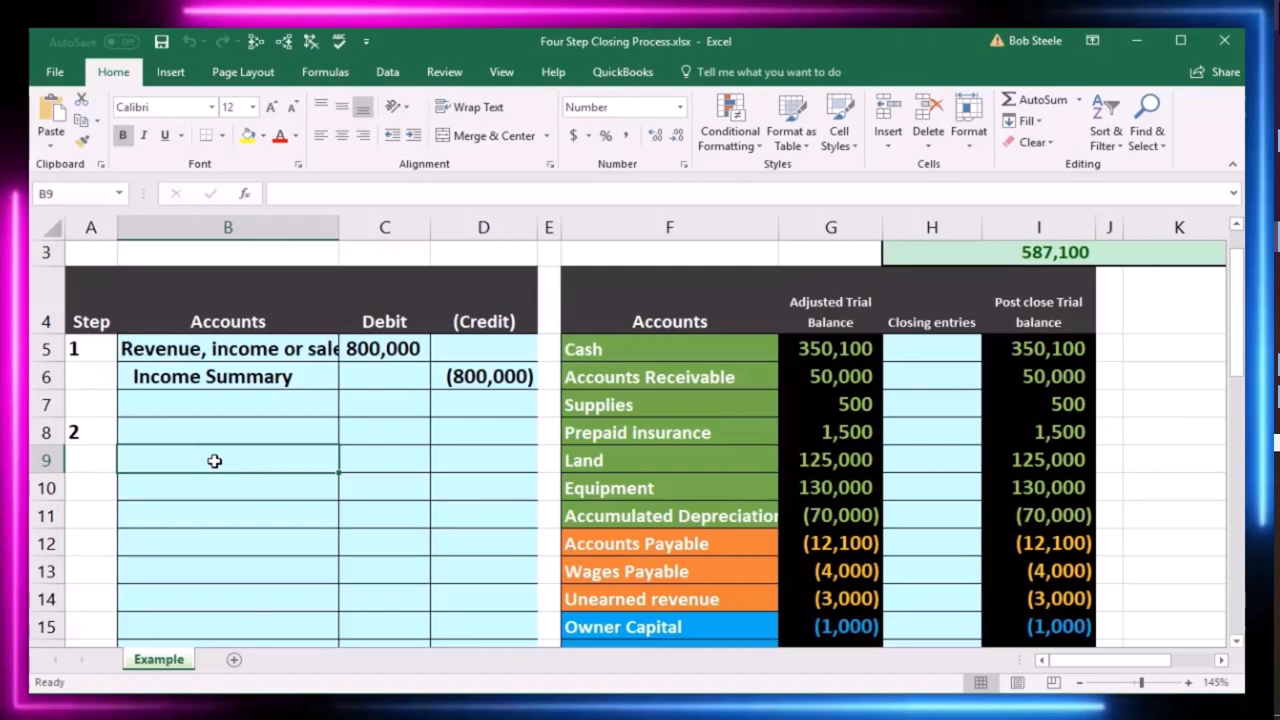 AutoSave Off
Four Step Closing Process.xlsx - Excel
Bob Steele
File Home Insert Page Layout Formulas Data Review View Help QuickBooks Tell me what you want to do Share
Paste
Calibri 12
B I U A
Wrap Text
Merge & Center
Number
$ % ,
Conditional Formatting
Format as Table
Cell Styles
Insert Delete Format
AutoSum
Fill
Clear
Sort & Filter
Find & Select
Clipboard Font Alignment Number Styles Cells Editing
B9 fx
A B C D E F G H I J K
3 587,100
4 Step Accounts Debit (Credit) Accounts Adjusted Trial Balance Closing entries Post close Trial balance
5 1 Revenue, income or sale 800,000 Cash 350,100 350,100
6 Income Summary (800,000) Accounts Receivable 50,000 50,000
7 Supplies 500 500
8 2 Prepaid insurance 1,500 1,500
9 Land 125,000 125,000
10 Equipment 130,000 130,000
11 Accumulated Depreciation (70,000) (70,000)
12 Accounts Payable (12,100) (12,100)
13 Wages Payable (4,000) (4,000)
14 Unearned revenue (3,000) (3,000)
15 Owner Capital (1,000) (1,000)
Example
Ready 145%